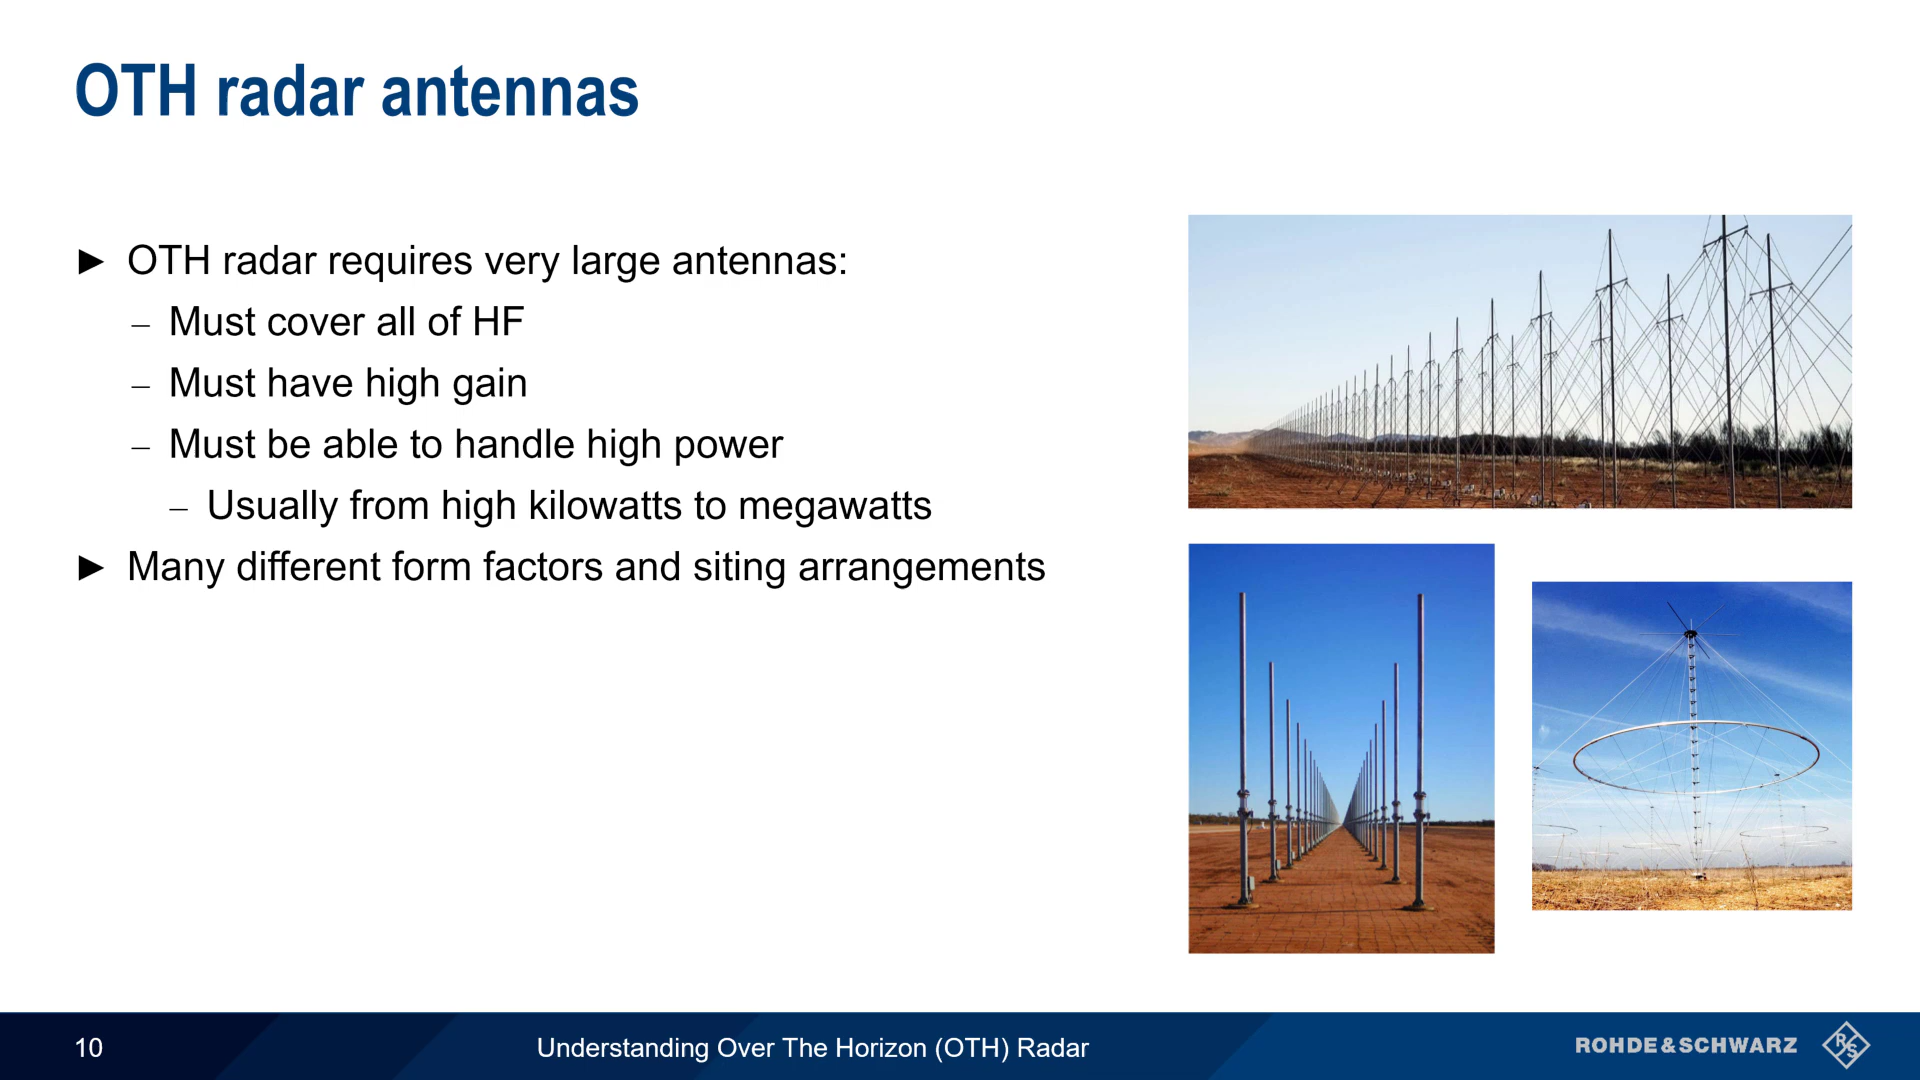 OTH radar antennas
► OTH radar requires very large antennas:
– Must cover all of HF
– Must have high gain
– Must be able to handle high power
– Usually from high kilowatts to megawatts
► Many different form factors and siting arrangements
10
Understanding Over The Horizon (OTH) Radar
ROHDE&SCHWARZ
R&S